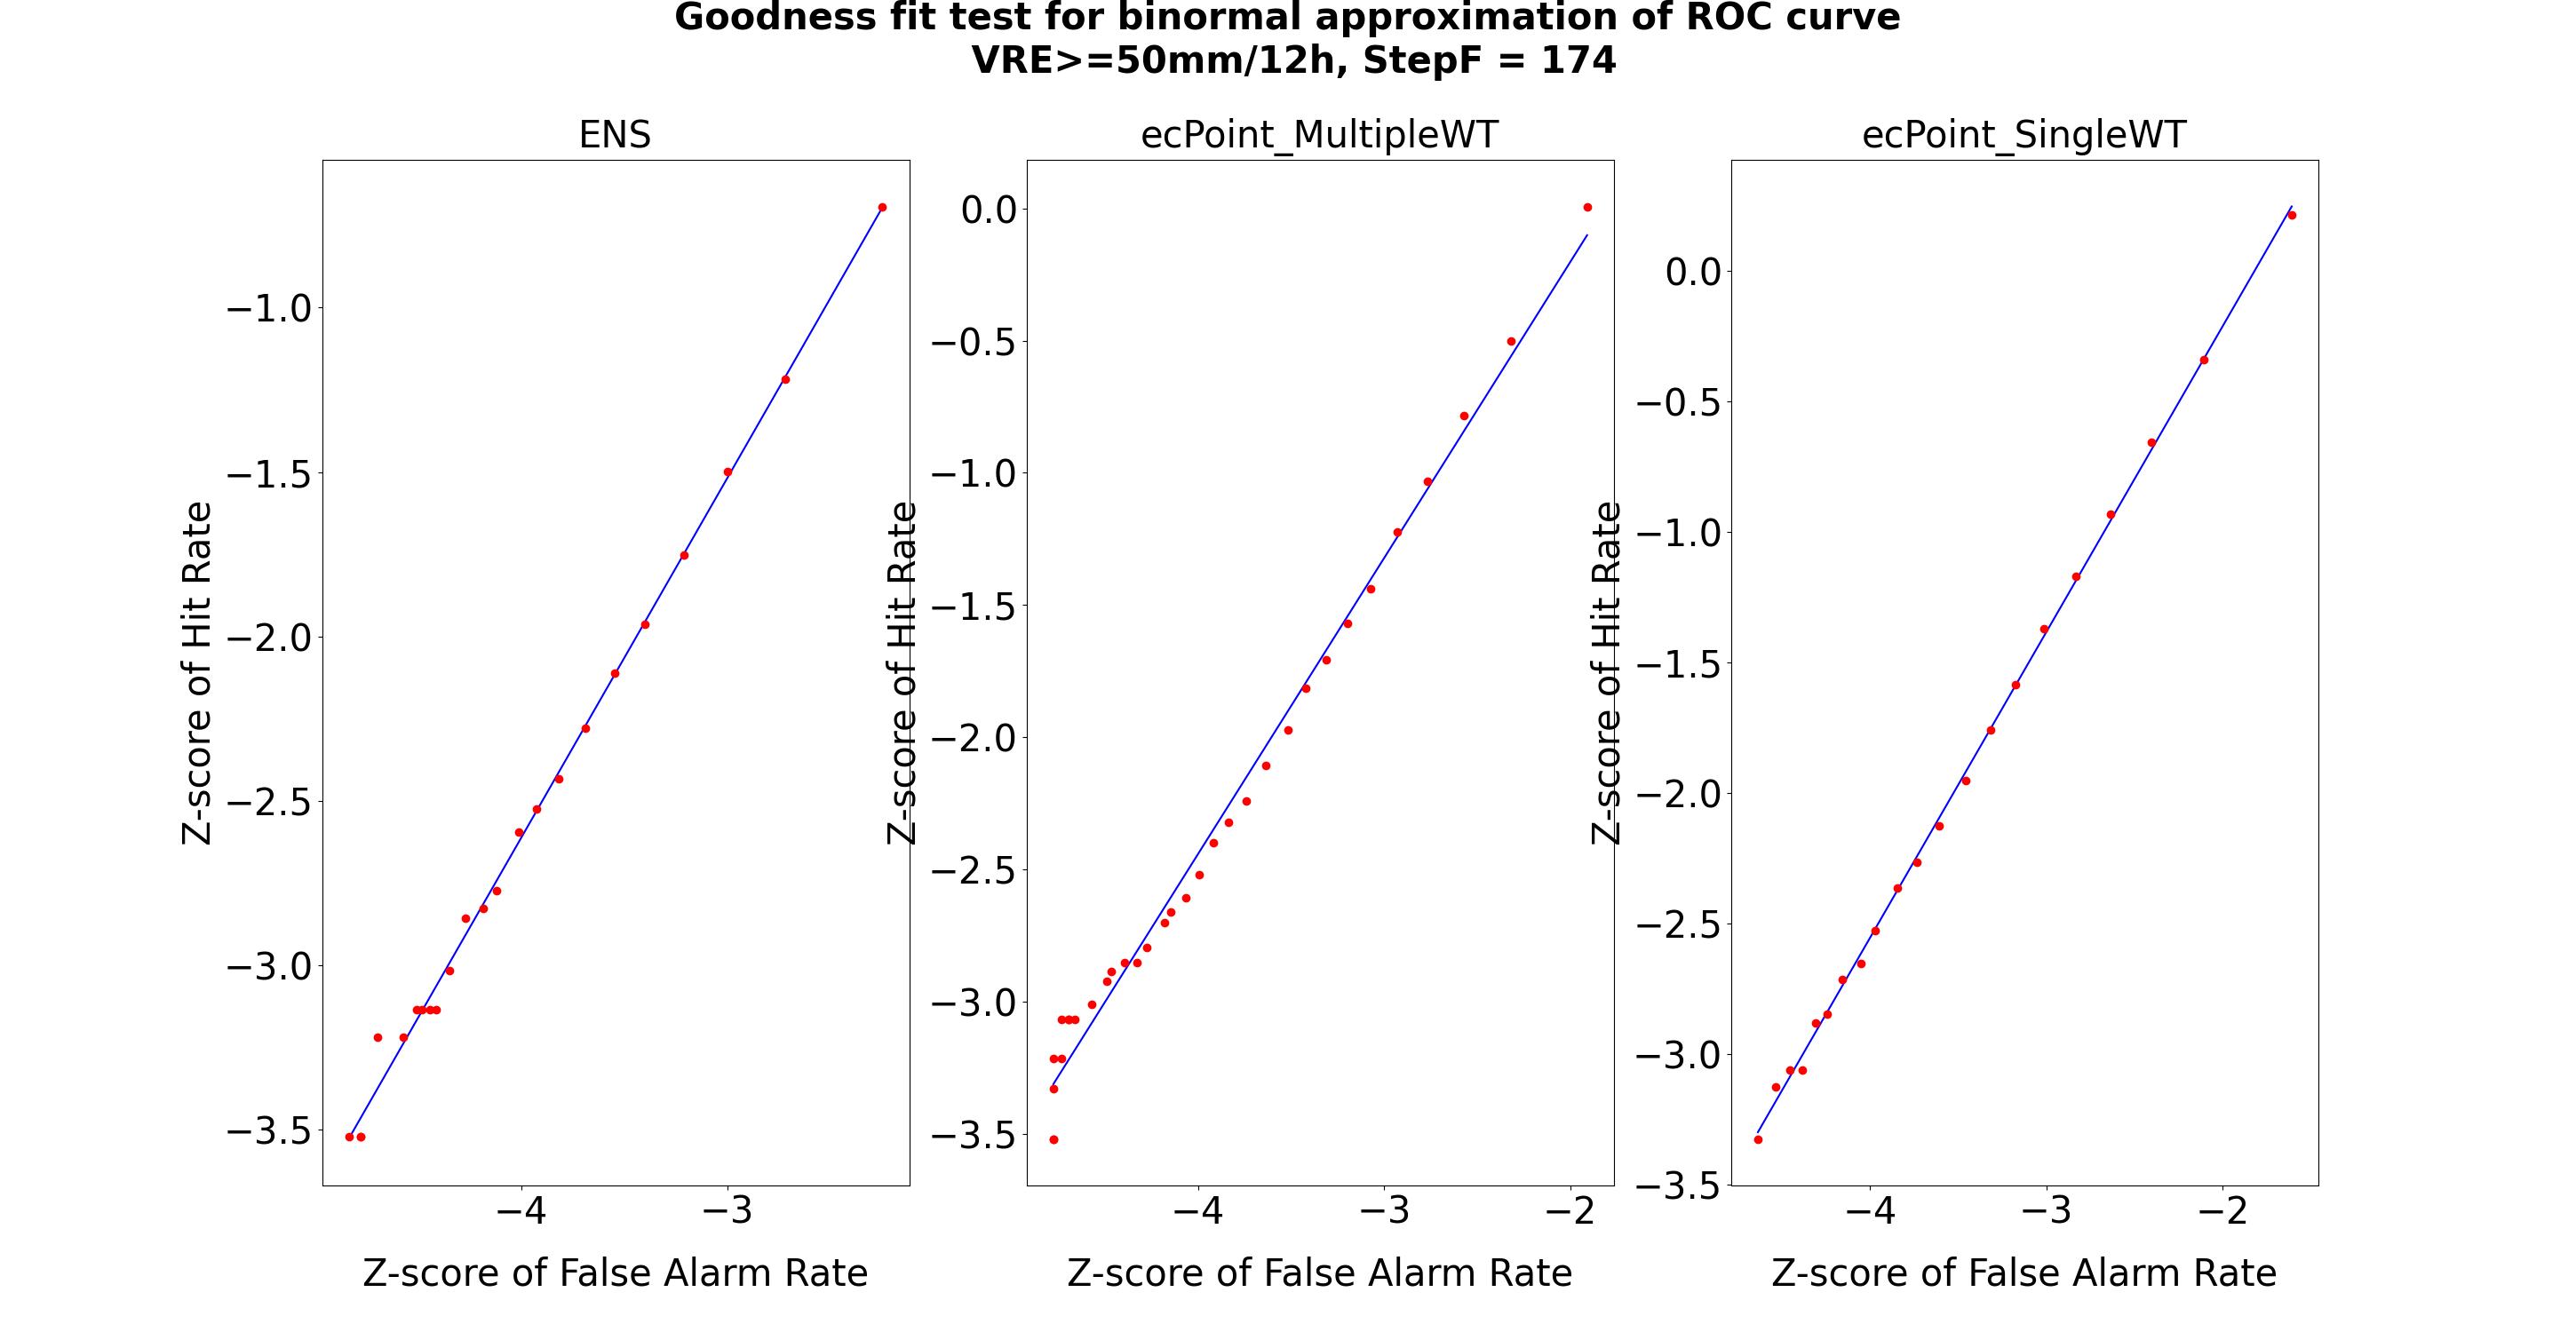 Goodness fit test for binormal approximation of ROC curve
VRE>=50mm/12h, StepF = 174
ENS
−1.0
−1.5
−2.0
−2.5
−3.0
−3.5
Z-score of Hit Rate
−4
−3
Z-score of False Alarm Rate
ecPoint_MultipleWT
0.0
−0.5
−1.0
−1.5
−2.0
−2.5
−3.0
−3.5
Z-score of Hit Rate
−4
−3
−2
Z-score of False Alarm Rate
ecPoint_SingleWT
0.0
−0.5
−1.0
−1.5
−2.0
−2.5
−3.0
−3.5
Z-score of Hit Rate
−4
−3
−2
Z-score of False Alarm Rate